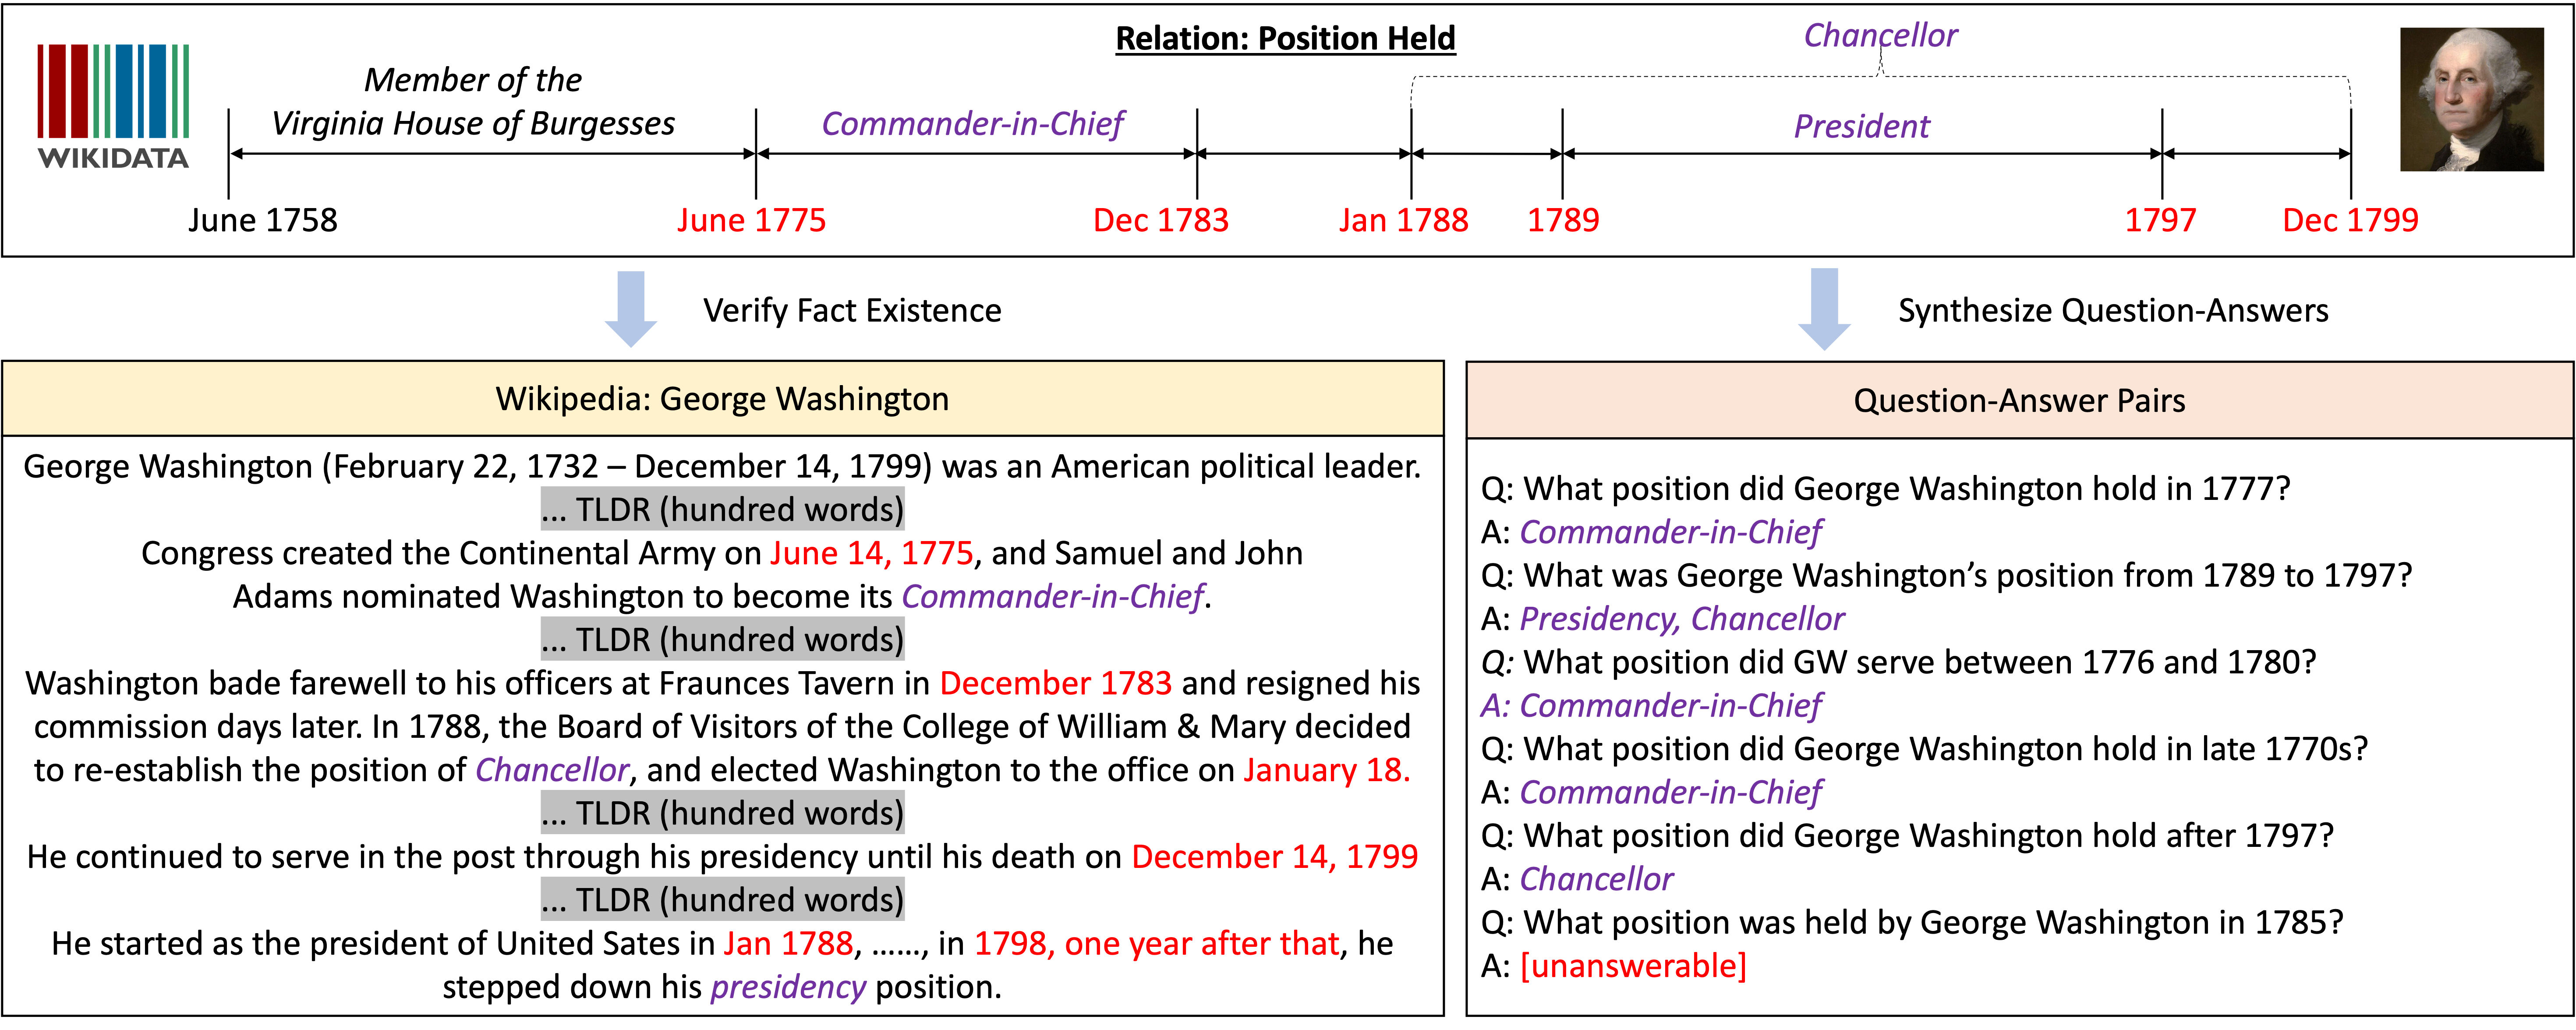 Relation: Position Held
Chancellor
Member of the
Virginia House of Burgesses
Commander-in-Chief
President
WIKIDATA
June 1758
June 1775
Dec 1783
Jan 1788
1789
1797
Dec 1799
Verify Fact Existence
Synthesize Question-Answers
Wikipedia: George Washington
George Washington (February 22, 1732 – December 14, 1799) was an American political leader.
... TLDR (hundred words)
Congress created the Continental Army on June 14, 1775, and Samuel and John
Adams nominated Washington to become its Commander-in-Chief.
... TLDR (hundred words)
Washington bade farewell to his officers at Fraunces Tavern in December 1783 and resigned his
commission days later. In 1788, the Board of Visitors of the College of William & Mary decided
to re-establish the position of Chancellor, and elected Washington to the office on January 18.
... TLDR (hundred words)
He continued to serve in the post through his presidency until his death on December 14, 1799
... TLDR (hundred words)
He started as the president of United Sates in Jan 1788, ......, in 1798, one year after that, he
stepped down his presidency position.
Question-Answer Pairs
Q: What position did George Washington hold in 1777?
A: Commander-in-Chief
Q: What was George Washington’s position from 1789 to 1797?
A: Presidency, Chancellor
Q: What position did GW serve between 1776 and 1780?
A: Commander-in-Chief
Q: What position did George Washington hold in late 1770s?
A: Commander-in-Chief
Q: What position did George Washington hold after 1797?
A: Chancellor
Q: What position was held by George Washington in 1785?
A: [unanswerable]